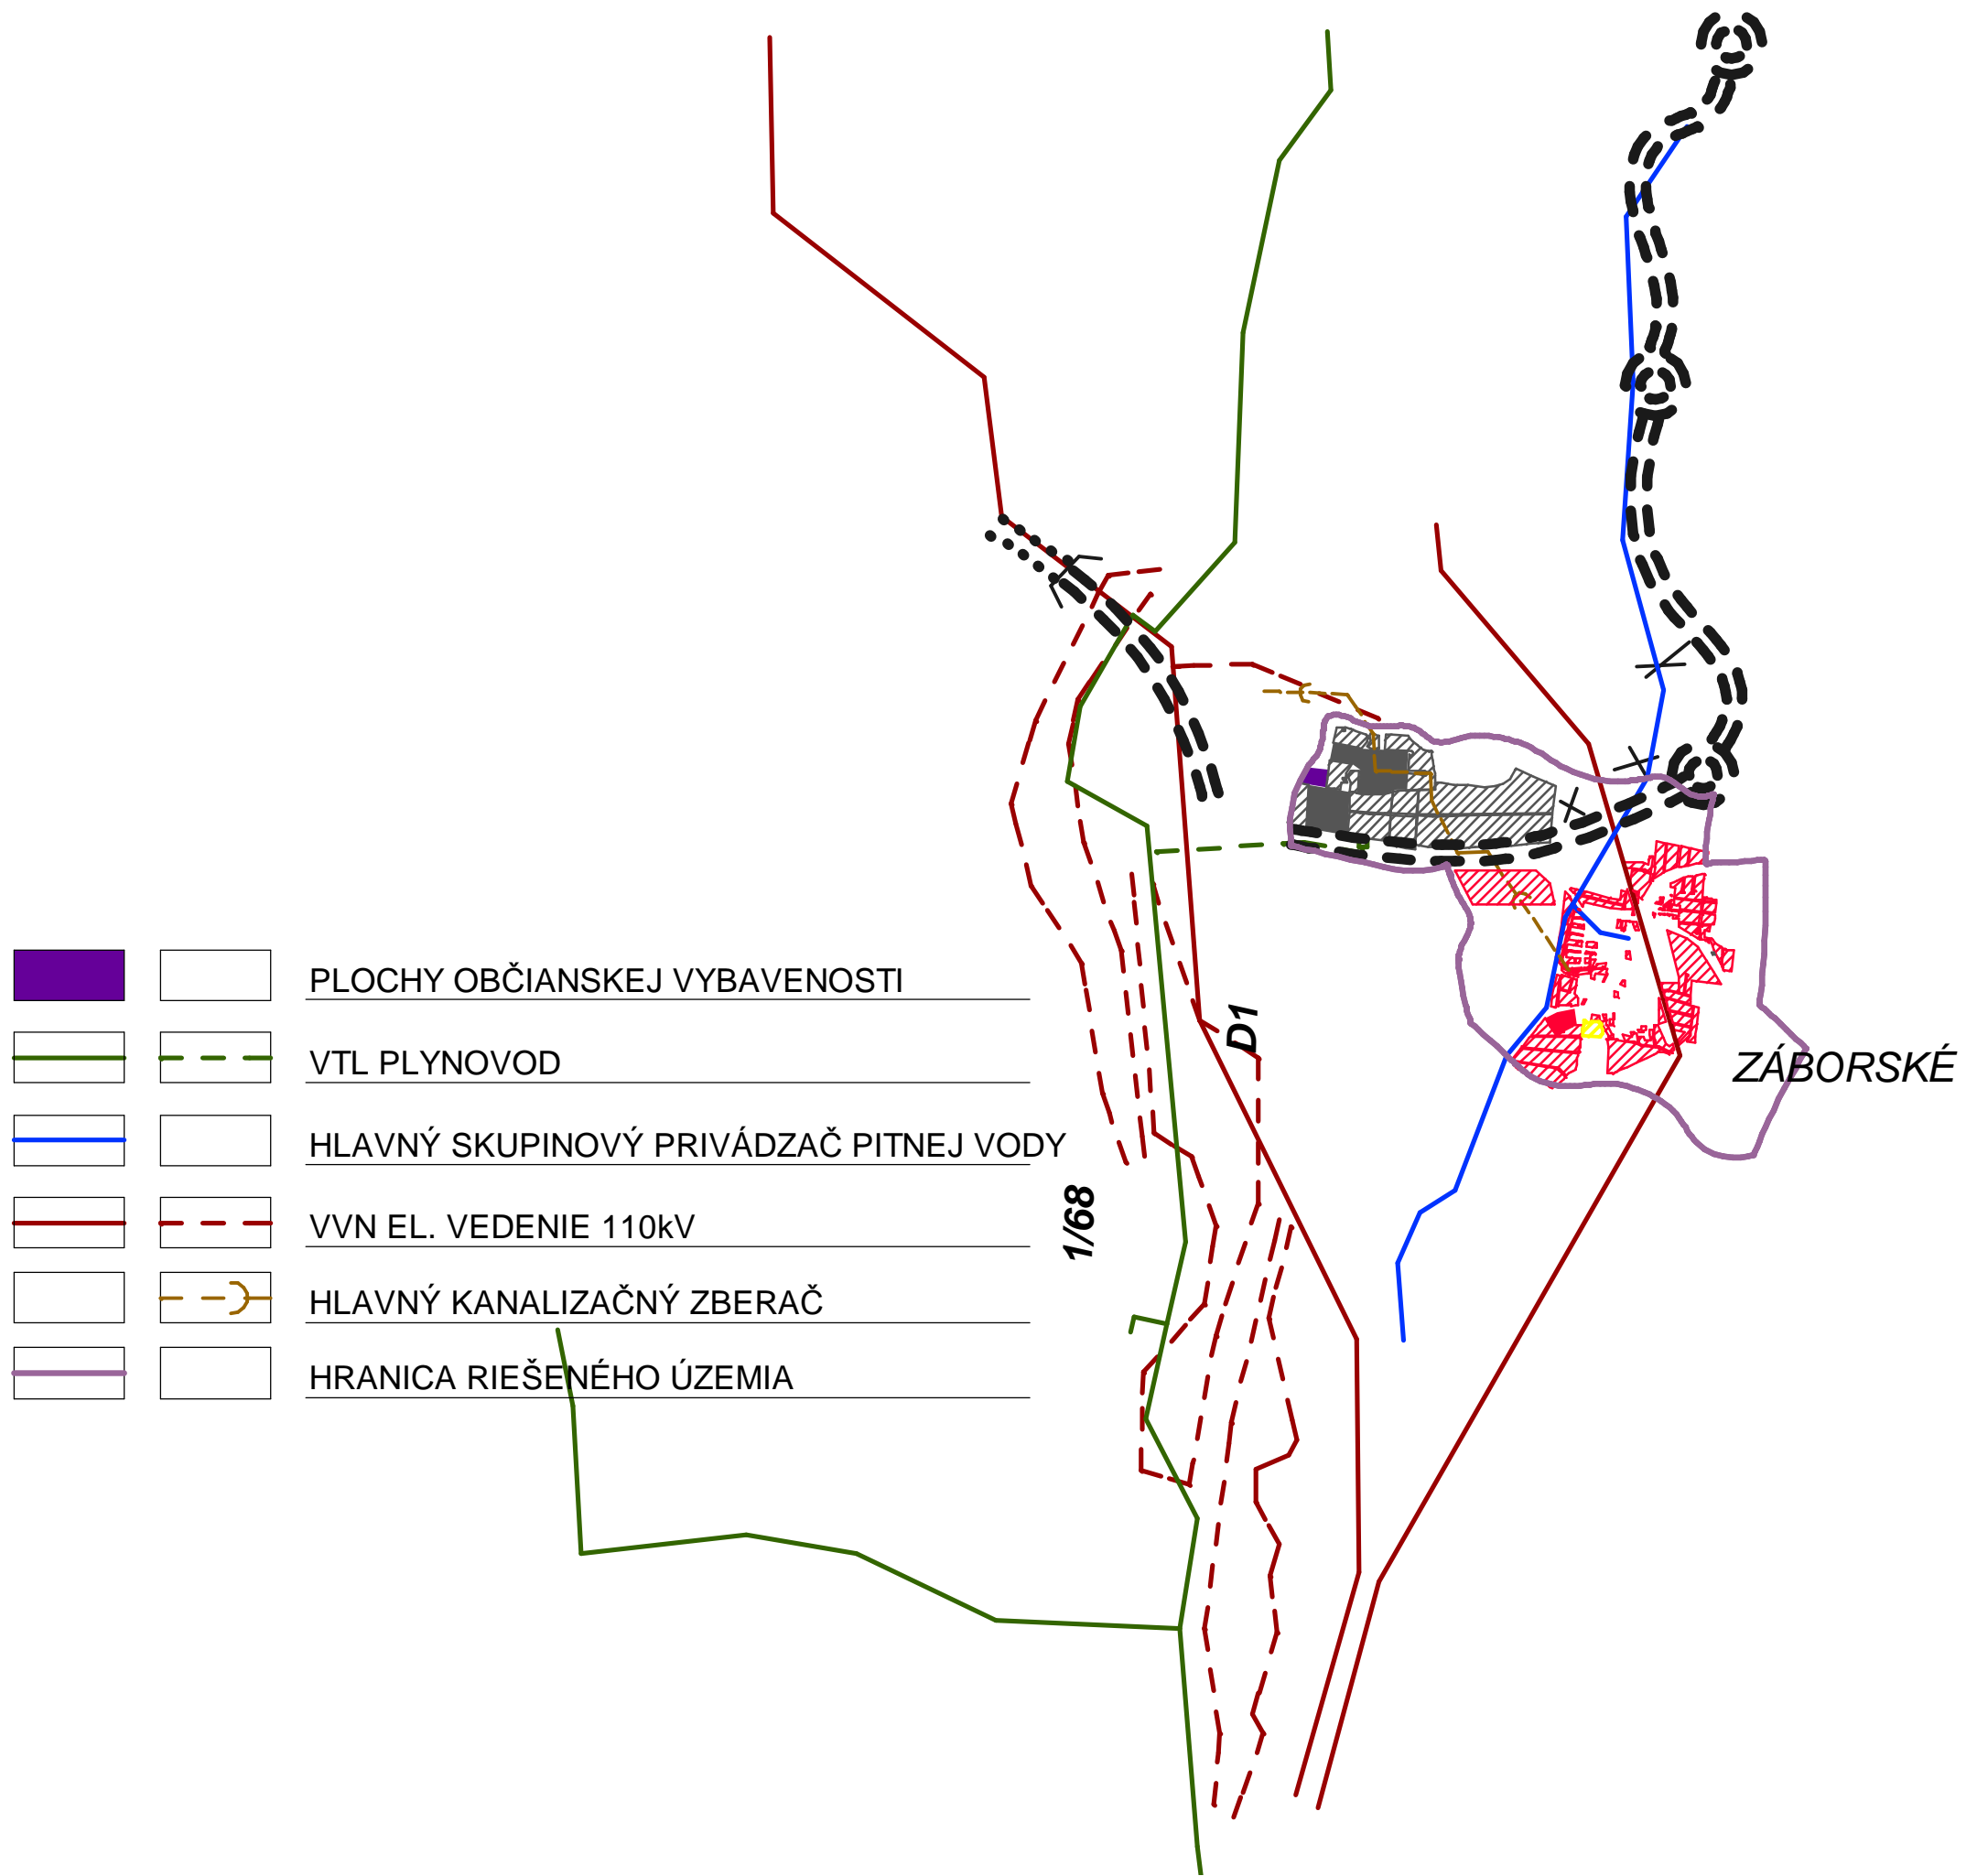 D1
PLOCHY OBČIANSKEJ VYBAVENOSTI
VTL PLYNOVOD
ZÁBORSKÉ
HLAVNÝ SKUPINOVÝ PRIVÁDZAČ PITNEJ VODY
1/68
VVN EL. VEDENIE 110kV
HLAVNÝ KANALIZAČNÝ ZBERAČ
HRANICA RIEŠENÉHO ÚZEMIA